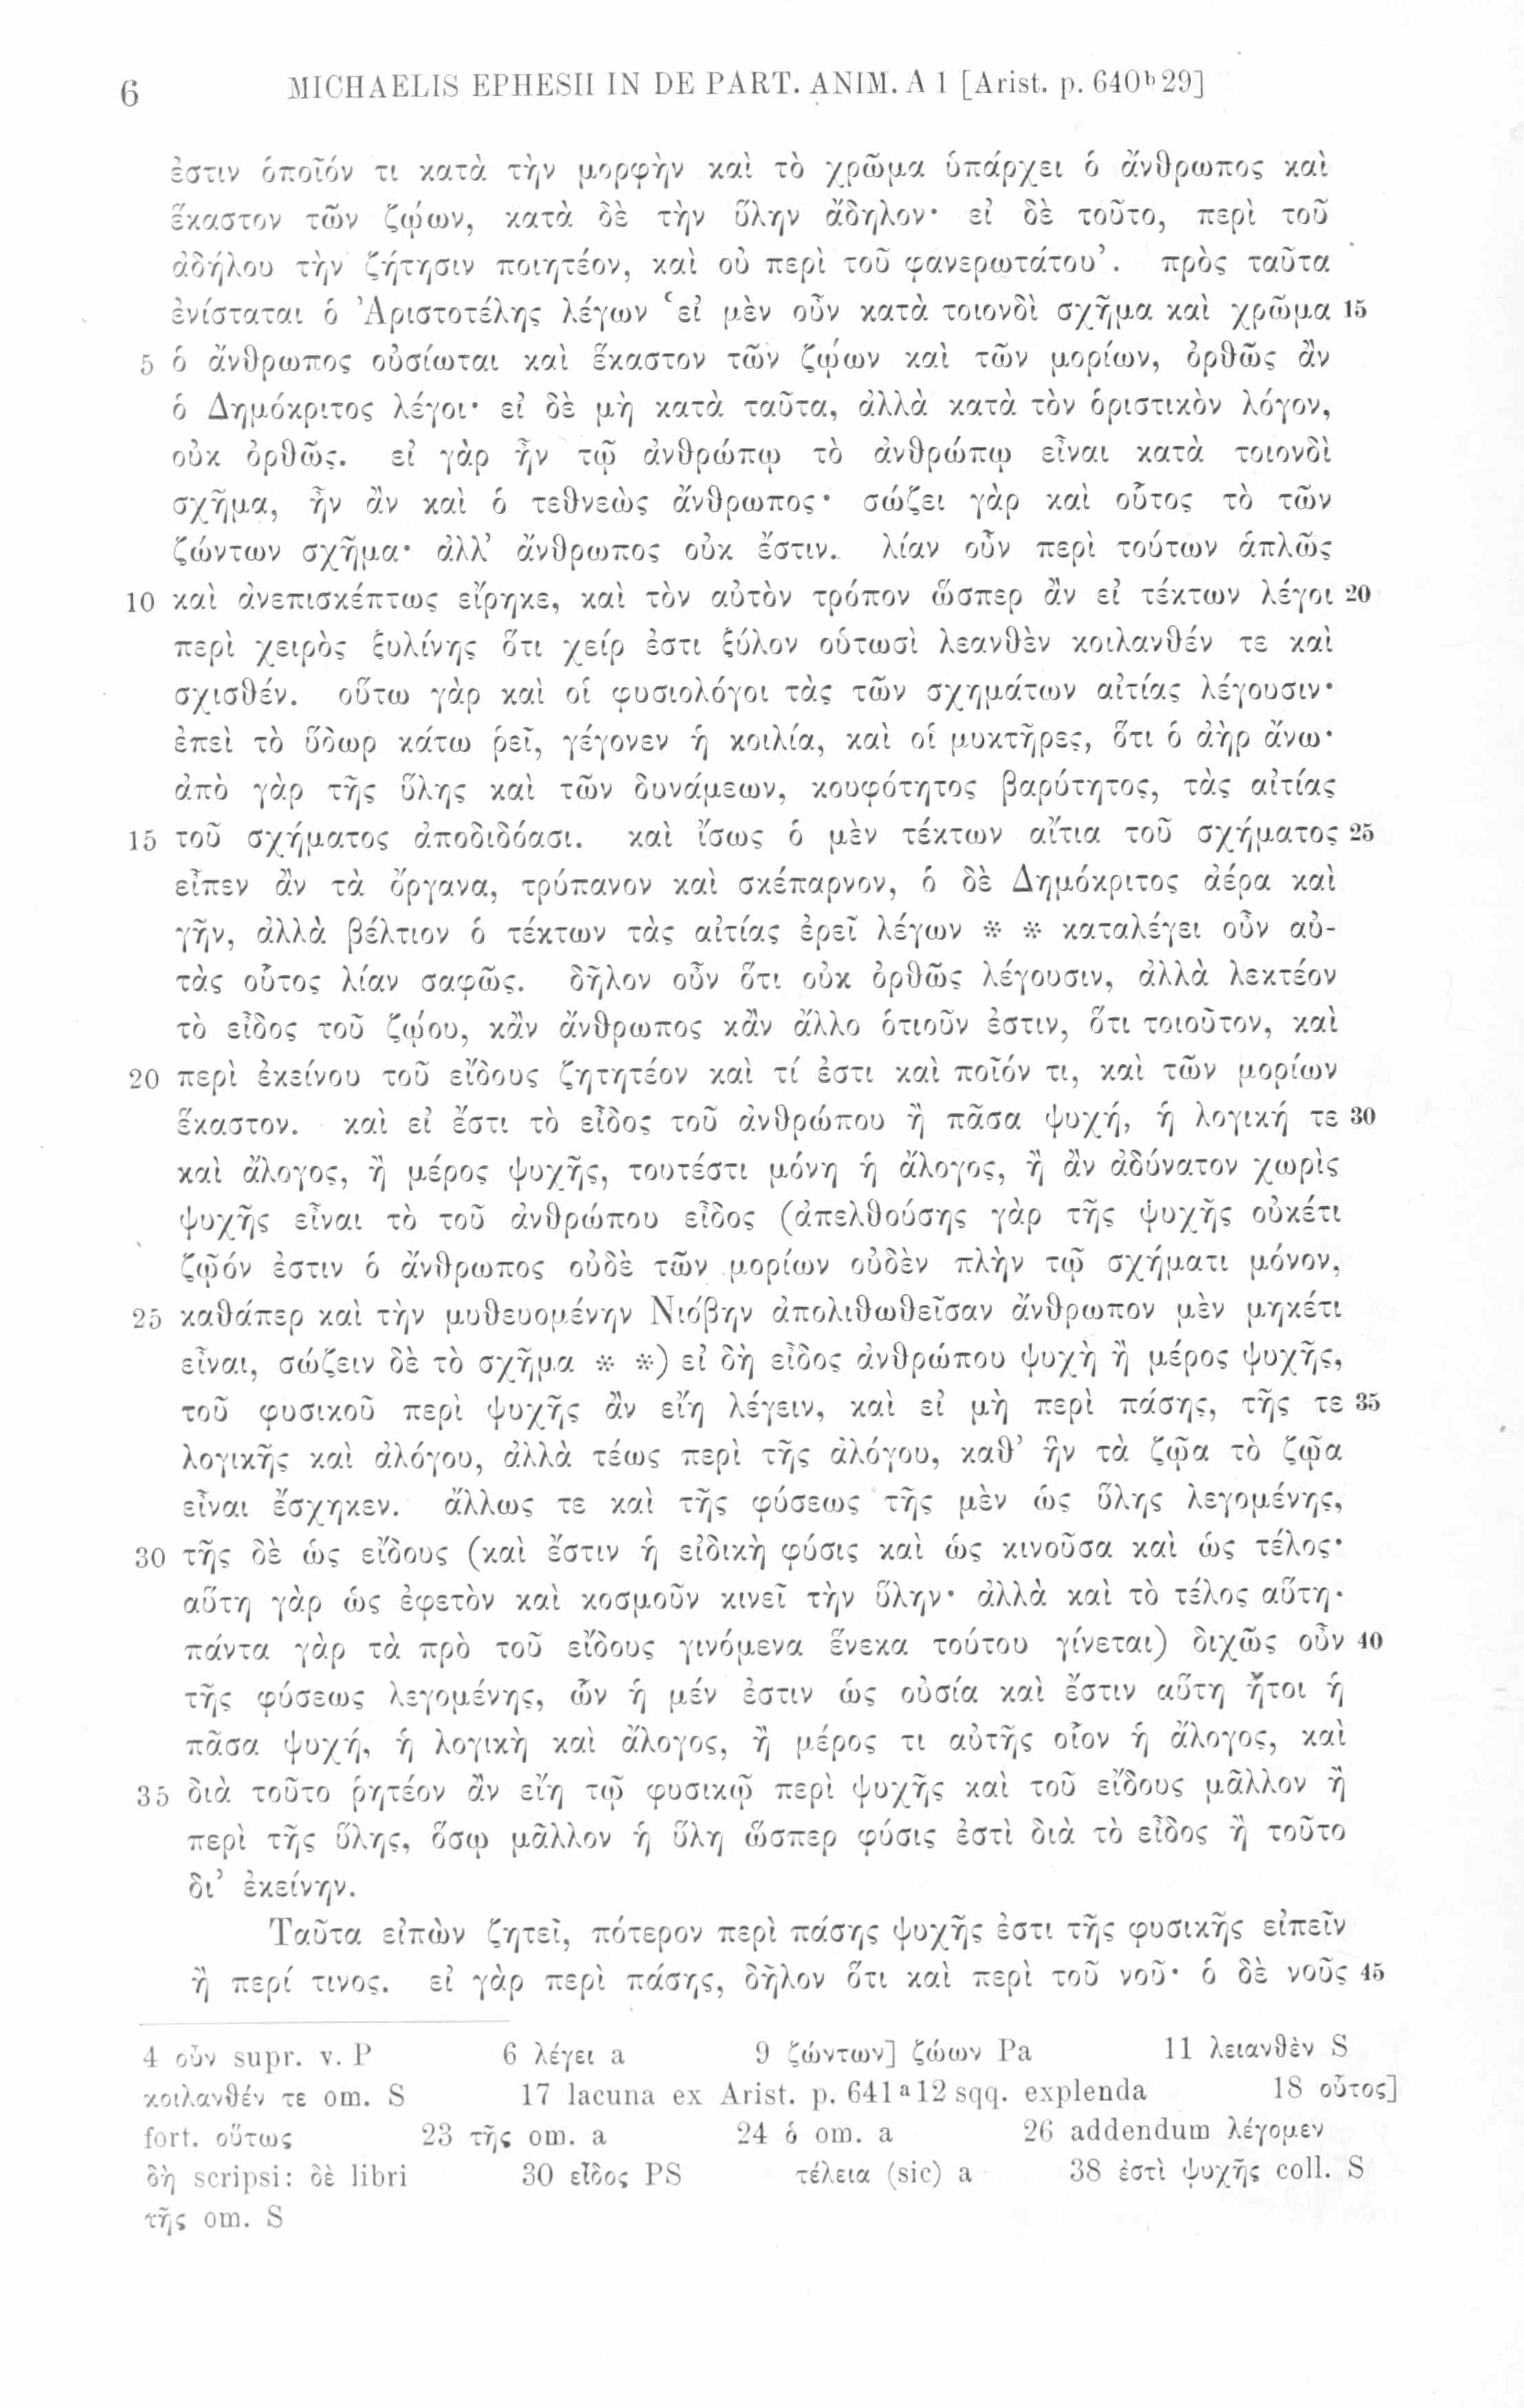 6 MICHAELIS EPHESII IN DE PART. ANIM. A 1 [Arist. p. 640ᵇ29]
ἐστιν ὁποῖόν τι κατὰ τὴν μορφὴν καὶ τὸ χρῶμα ὑπάρχει ὁ ἄνθρωπος καὶ
ἕκαστον τῶν ζῴων, κατὰ δὲ τὴν ὕλην ἄδηλον· εἰ δὲ τοῦτο, περὶ τοῦ
ἀδήλου τὴν ζήτησιν ποιητέον, καὶ οὐ περὶ τοῦ φανερωτάτου’. πρὸς ταῦτα
ἐνίσταται ὁ Ἀριστοτέλης λέγων ‘εἰ μὲν οὖν κατὰ τοιονδὶ σχῆμα καὶ χρῶμα 15
5 ὁ ἄνθρωπος οὐσίωται καὶ ἕκαστον τῶν ζῴων καὶ τῶν μορίων, ὀρθῶς ἂν
ὁ Δημόκριτος λέγοι· εἰ δὲ μὴ κατὰ ταῦτα, ἀλλὰ κατὰ τὸν ὁριστικὸν λόγον,
οὐκ ὀρθῶς. εἰ γὰρ ἦν τῷ ἀνθρώπῳ τὸ ἀνθρώπῳ εἶναι κατὰ τοιονδὶ
σχῆμα, ἦν ἂν καὶ ὁ τεθνεὼς ἄνθρωπος· σώζει γὰρ καὶ οὗτος τὸ τῶν
ζώντων σχῆμα· ἀλλ’ ἄνθρωπος οὐκ ἔστιν. λίαν οὖν περὶ τούτων ἁπλῶς
10 καὶ ἀνεπισκέπτως εἴρηκε, καὶ τὸν αὐτὸν τρόπον ὥσπερ ἂν εἰ τέκτων λέγοι 20
περὶ χειρὸς ξυλίνης ὅτι χείρ ἐστι ξύλον οὑτωσὶ λεανθὲν κοιλανθέν τε καὶ
σχισθέν. οὕτω γὰρ καὶ οἱ φυσιολόγοι τὰς τῶν σχημάτων αἰτίας λέγουσιν·
ἐπεὶ τὸ ὕδωρ κάτω ῥεῖ, γέγονεν ἡ κοιλία, καὶ οἱ μυκτῆρες, ὅτι ὁ ἀὴρ ἄνω·
ἀπὸ γὰρ τῆς ὕλης καὶ τῶν δυνάμεων, κουφότητος βαρύτητος, τὰς αἰτίας
15 τοῦ σχήματος ἀποδιδόασι. καὶ ἴσως ὁ μὲν τέκτων αἴτια τοῦ σχήματος 25
εἶπεν ἂν τὰ ὄργανα, τρύπανον καὶ σκέπαρνον, ὁ δὲ Δημόκριτος ἀέρα καὶ
γῆν, ἀλλὰ βέλτιον ὁ τέκτων τὰς αἰτίας ἐρεῖ λέγων * * καταλέγει οὖν αὐ-
τὰς οὗτος λίαν σαφῶς. δῆλον οὖν ὅτι οὐκ ὀρθῶς λέγουσιν, ἀλλὰ λεκτέον
τὸ εἶδος τοῦ ζῴου, κἂν ἄνθρωπος κἂν ἄλλο ὁτιοῦν ἐστιν, ὅτι τοιοῦτον, καὶ
20 περὶ ἐκείνου τοῦ εἴδους ζητητέον καὶ τί ἐστι καὶ ποῖόν τι, καὶ τῶν μορίων
ἕκαστον. καὶ εἰ ἔστι τὸ εἶδος τοῦ ἀνθρώπου ἢ πᾶσα ψυχή, ἡ λογική τε 30
καὶ ἄλογος, ἢ μέρος ψυχῆς, τουτέστι μόνη ἡ ἄλογος, ἢ ἂν ἀδύνατον χωρὶς
ψυχῆς εἶναι τὸ τοῦ ἀνθρώπου εἶδος (ἀπελθούσης γὰρ τῆς ψυχῆς οὐκέτι
ζῷόν ἐστιν ὁ ἄνθρωπος οὐδὲ τῶν μορίων οὐδὲν πλὴν τῷ σχήματι μόνον,
25 καθάπερ καὶ τὴν μυθευομένην Νιόβην ἀπολιθωθεῖσαν ἄνθρωπον μὲν μηκέτι
εἶναι, σώζειν δὲ τὸ σχῆμα * *) εἰ δὴ εἶδος ἀνθρώπου ψυχὴ ἢ μέρος ψυχῆς,
τοῦ φυσικοῦ περὶ ψυχῆς ἂν εἴη λέγειν, καὶ εἰ μὴ περὶ πάσης, τῆς τε 35
λογικῆς καὶ ἀλόγου, ἀλλὰ τέως περὶ τῆς ἀλόγου, καθ’ ἣν τὰ ζῷα τὸ ζῷα
εἶναι ἔσχηκεν. ἄλλως τε καὶ τῆς φύσεως τῆς μὲν ὡς ὕλης λεγομένης,
30 τῆς δὲ ὡς εἴδους (καὶ ἔστιν ἡ εἰδικὴ φύσις καὶ ὡς κινοῦσα καὶ ὡς τέλος·
αὕτη γὰρ ὡς ἐφετὸν καὶ κοσμοῦν κινεῖ τὴν ὕλην· ἀλλὰ καὶ τὸ τέλος αὕτη·
πάντα γὰρ τὰ πρὸ τοῦ εἴδους γινόμενα ἕνεκα τούτου γίνεται) διχῶς οὖν 40
τῆς φύσεως λεγομένης, ὧν ἡ μέν ἐστιν ὡς οὐσία καὶ ἔστιν αὕτη ἤτοι ἡ
πᾶσα ψυχή, ἡ λογικὴ καὶ ἄλογος, ἢ μέρος τι αὐτῆς οἷον ἡ ἄλογος, καὶ
35 διὰ τοῦτο ῥητέον ἂν εἴη τῷ φυσικῷ περὶ ψυχῆς καὶ τοῦ εἴδους μᾶλλον ἢ
περὶ τῆς ὕλης, ὅσῳ μᾶλλον ἡ ὕλη ὥσπερ φύσις ἐστὶ διὰ τὸ εἶδος ἢ τοῦτο
δι’ ἐκείνην.
Ταῦτα εἰπὼν ζητεῖ, πότερον περὶ πάσης ψυχῆς ἐστι τῆς φυσικῆς εἰπεῖν
ἢ περί τινος. εἰ γὰρ περὶ πάσης, δῆλον ὅτι καὶ περὶ τοῦ νοῦ· ὁ δὲ νοῦς 45
4 οὖν supr. v. P 6 λέγει a 9 ζώντων] ζώων Pa 11 λειανθὲν S
κοιλανθέν τε om. S 17 lacuna ex Arist. p. 641ᵃ12 sqq. explenda 18 οὗτος]
fort. οὕτως 23 τῆς om. a 24 ὁ om. a 26 addendum λέγομεν
δὴ scripsi: δὲ libri 30 εἶδος PS τέλεια (sic) a 38 ἐστὶ ψυχῆς coll. S
τῆς om. S